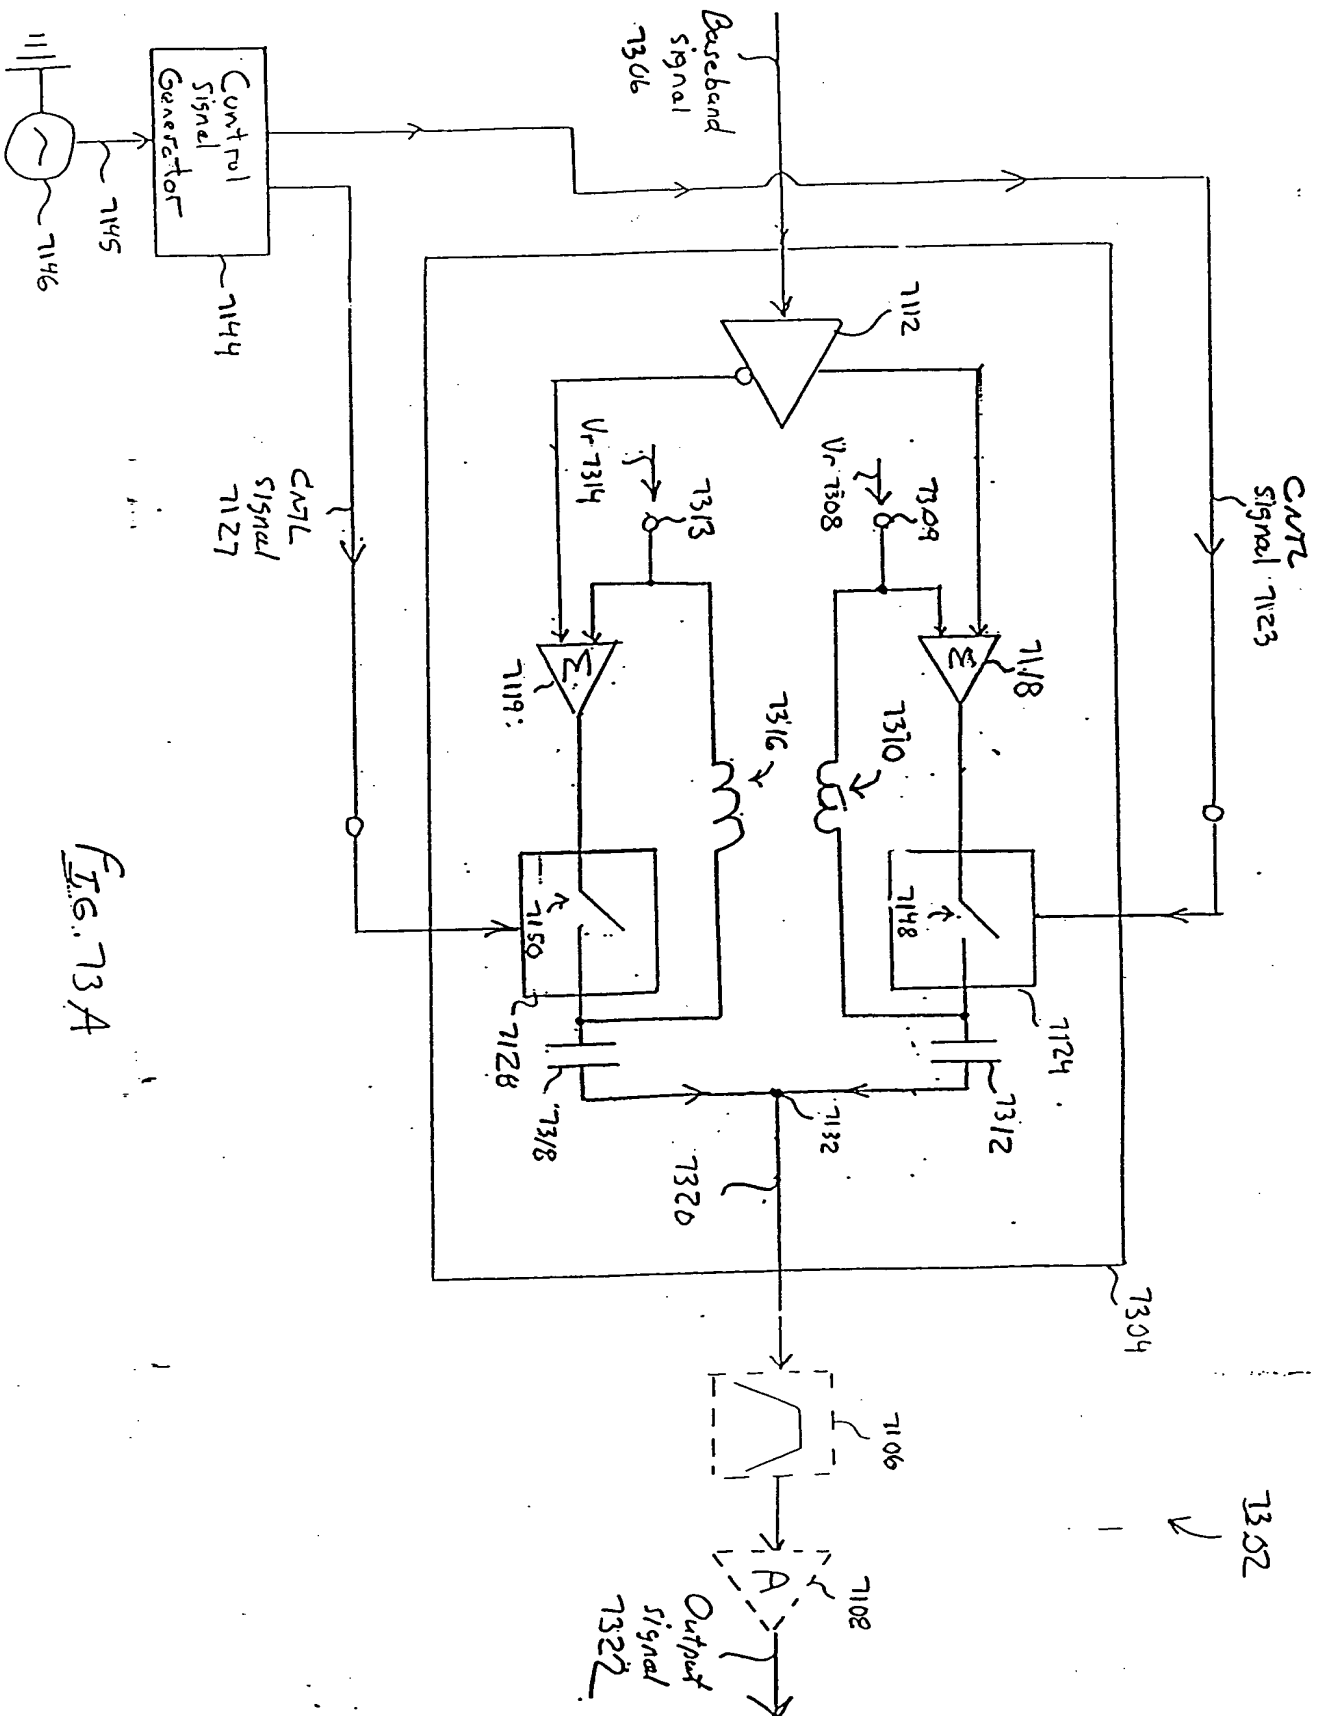 7302
CNTL
signal 7123
7304
7112
7118
7124
7312
7148
7309
Vr 7308
7310
Σ
Baseband
signal
7306
7132
7320
7106
7108
A
Output
signal
7322
7313
Vr 7314
7316
Σ
7119
7150
7128
7318
Control
Signal
Generator
7144
7145
7146
CNTL
signal
7127
FIG. 73A